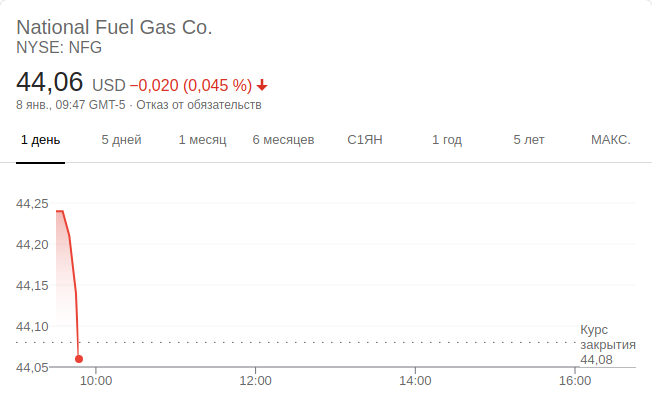 National Fuel Gas Co.
NYSE: NFG
44,06 USD −0,020 (0,045 %)
8 янв., 09:47 GMT-5 · Отказ от обязательств
1 день 5 дней 1 месяц 6 месяцев С1ЯН 1 год 5 лет МАКС.
44,25
44,20
44,15
44,10
Курс
закрытия
44,08
44,05
10:00 12:00 14:00 16:00